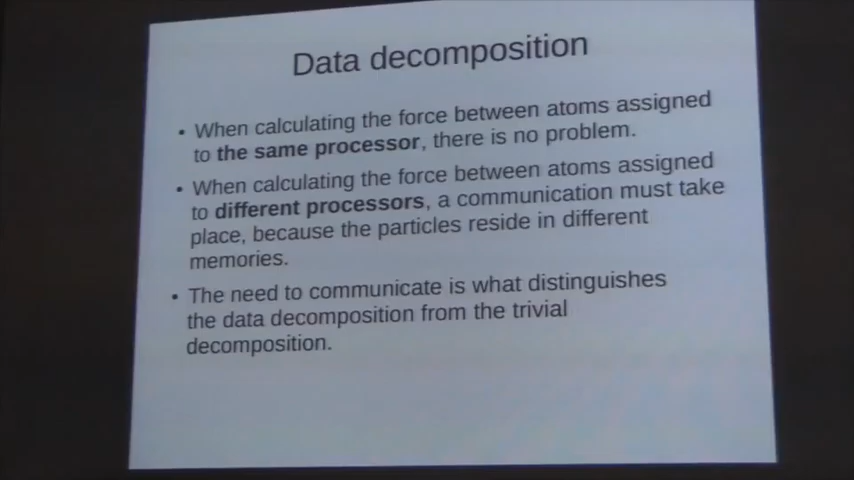 Data decomposition
• When calculating the force between atoms assigned
to the same processor, there is no problem.
• When calculating the force between atoms assigned
to different processors, a communication must take
place, because the particles reside in different
memories.
• The need to communicate is what distinguishes
the data decomposition from the trivial
decomposition.